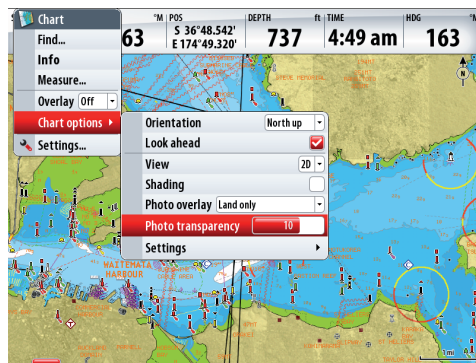 Chart
°M POS DEPTH ft TIME HDG °M
63 S 36°48.542' E 174°49.320' 737 4:49 am 163
Find...
Info
Measure...
Overlay Off
Chart options
Settings...
Orientation North up
Look ahead
View 2D
Shading
Photo overlay Land only
Photo transparency 10
Settings
N
WAITEMATA
HARBOUR
1 mi